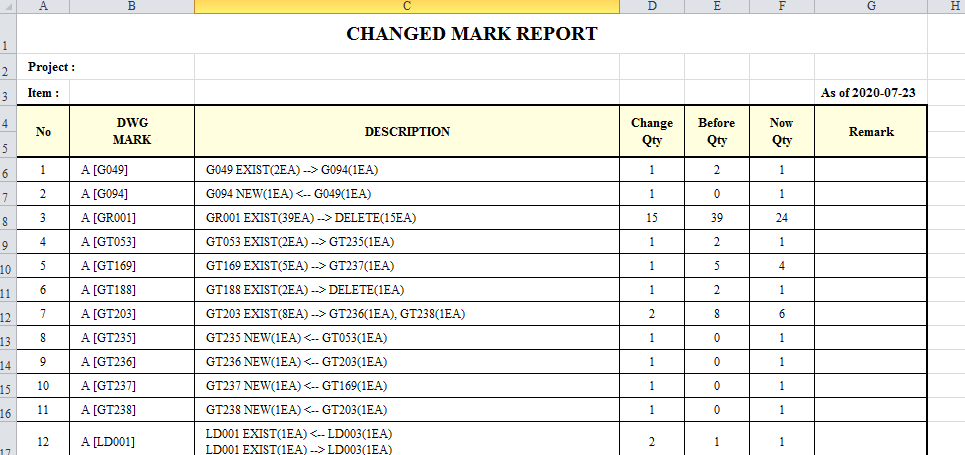 A B C D E F G H
1 CHANGED MARK REPORT
2 Project :
3 Item : As of 2020-07-23
4 No DWG MARK DESCRIPTION Change Qty Before Qty Now Qty Remark
5
6 1 A [G049] G049 EXIST(2EA) --> G094(1EA) 1 2 1
7 2 A [G094] G094 NEW(1EA) <-- G049(1EA) 1 0 1
8 3 A [GR001] GR001 EXIST(39EA) --> DELETE(15EA) 15 39 24
9 4 A [GT053] GT053 EXIST(2EA) --> GT235(1EA) 1 2 1
10 5 A [GT169] GT169 EXIST(5EA) --> GT237(1EA) 1 5 4
11 6 A [GT188] GT188 EXIST(2EA) --> DELETE(1EA) 1 2 1
12 7 A [GT203] GT203 EXIST(8EA) --> GT236(1EA), GT238(1EA) 2 8 6
13 8 A [GT235] GT235 NEW(1EA) <-- GT053(1EA) 1 0 1
14 9 A [GT236] GT236 NEW(1EA) <-- GT203(1EA) 1 0 1
15 10 A [GT237] GT237 NEW(1EA) <-- GT169(1EA) 1 0 1
16 11 A [GT238] GT238 NEW(1EA) <-- GT203(1EA) 1 0 1
17 12 A [LD001] LD001 EXIST(1EA) <-- LD003(1EA) 2 1 1
LD001 EXIST(1EA) --> LD003(1EA)